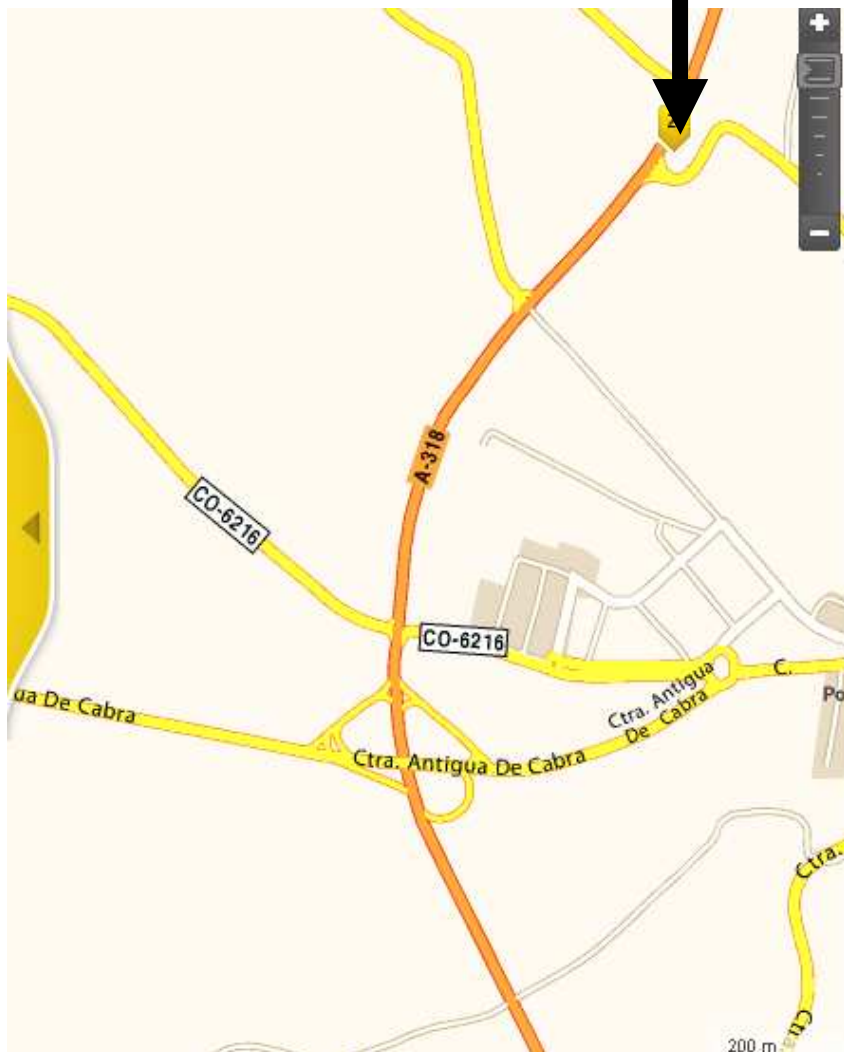 +
A-318
CO-6216
CO-6216
C.
Ctra. Antigua
De Cabra
ua De Cabra
Po
Ctra. Antigua De Cabra
Ctra.
Ctra
200 m